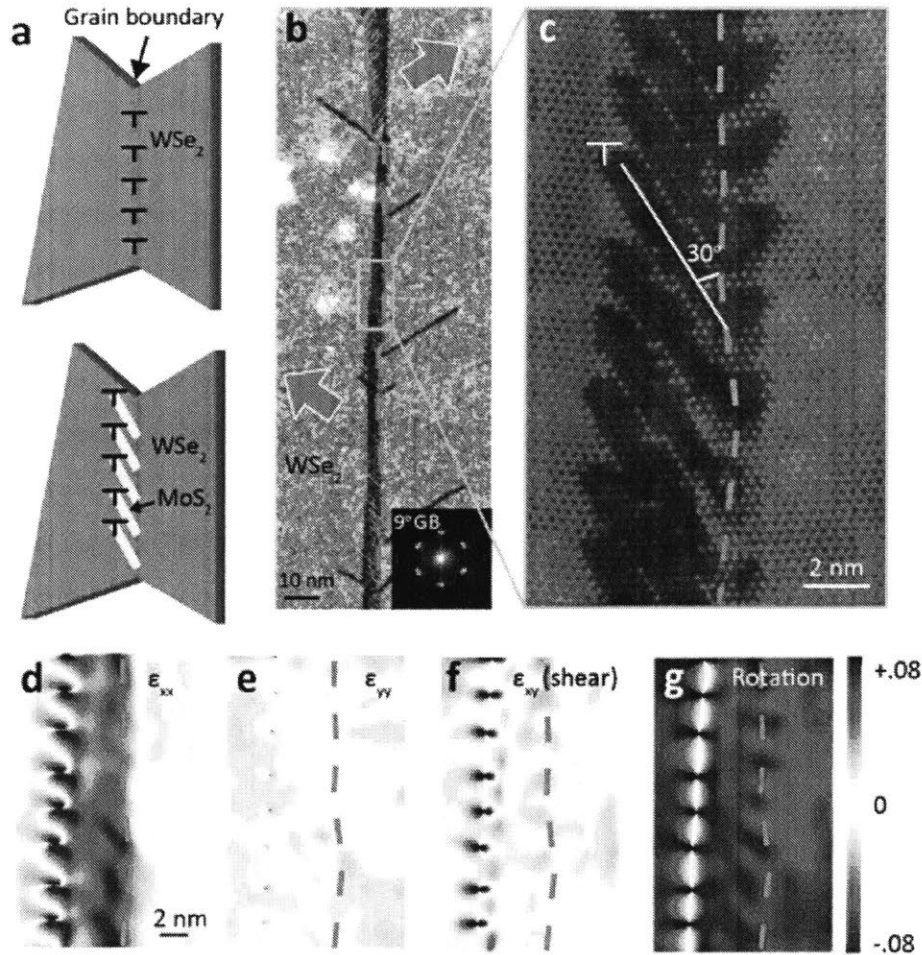 a
Grain boundary
WSe₂
WSe₂
MoS₂
b
WSe₂
10 nm
9°GB
c
30°
2 nm
d
εxx
2 nm
e
εyy
f
εxy (shear)
g
Rotation
+.08
0
-.08